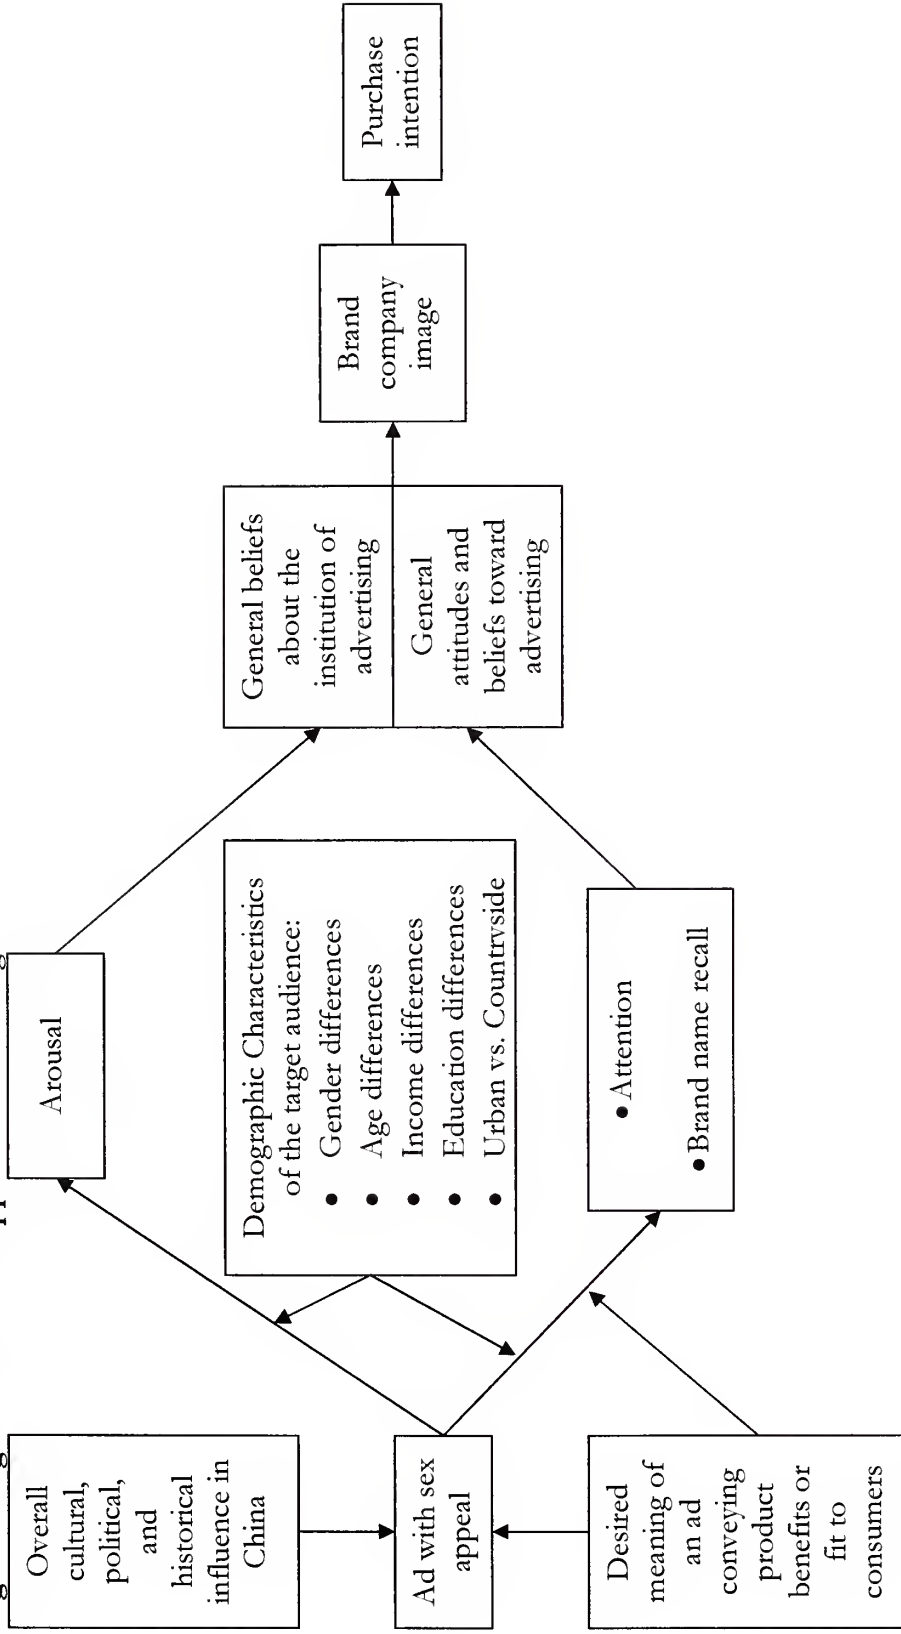 Overall
cultural,
political,
and
historical
influence in
China
Ad with sex
appeal
Desired
meaning of
an ad
conveying
product
benefits or
fit to
consumers
Arousal
Demographic Characteristics
of the target audience:
• Gender differences
• Age differences
• Income differences
• Education differences
• Urban vs. Countryside
• Attention
• Brand name recall
General beliefs
about the
institution of
advertising
General
attitudes and
beliefs toward
advertising
Brand
company
image
Purchase
intention